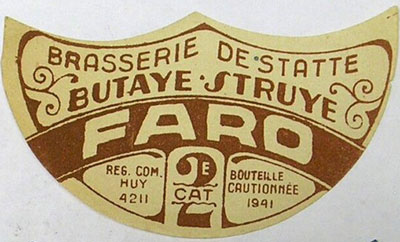 BRASSERIE DE·STATTE
BUTAYE·STRUYE
FARO
REG. COM.
HUY
4211
2E
CAT
BOUTEILLE
CAUTIONNÉE
1941